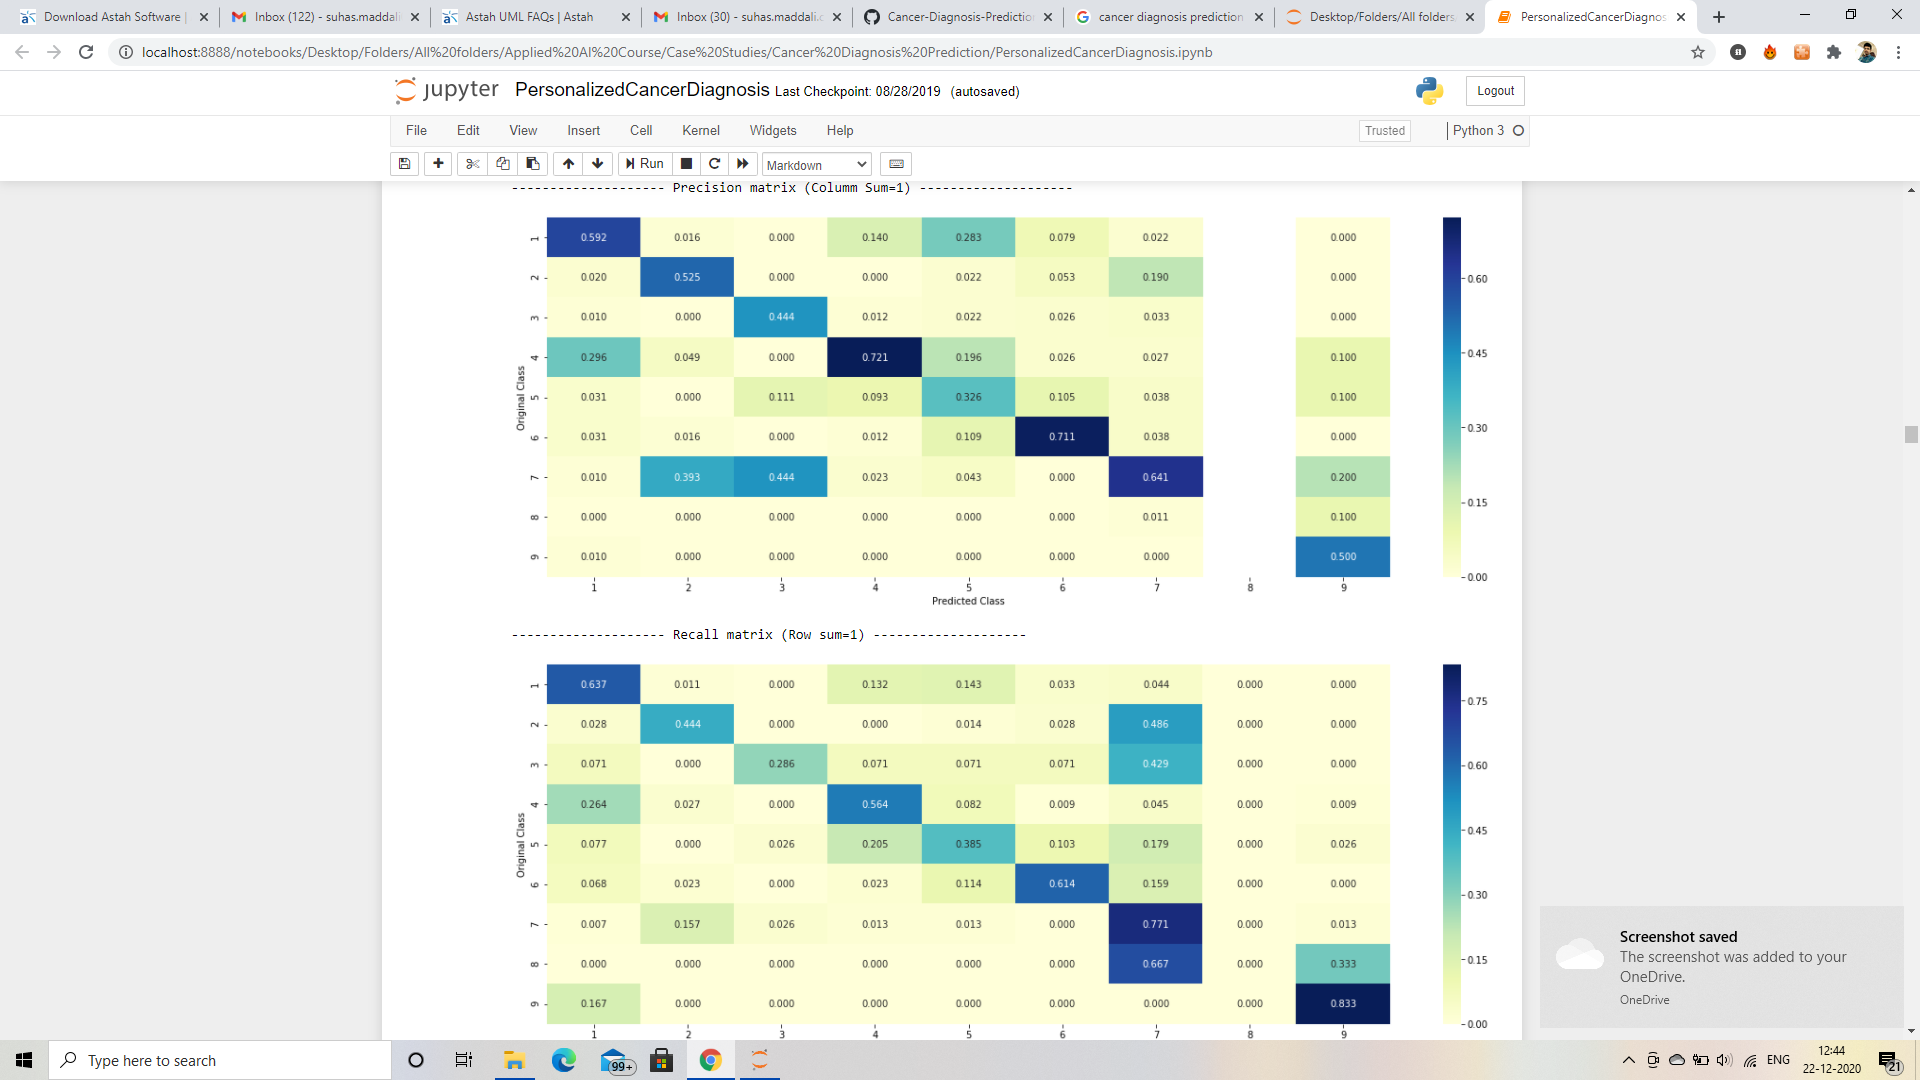 Download Astah Software |
Inbox (122) - suhas.maddali.
Astah UML FAQs | Astah
Inbox (30) - suhas.maddali.c
Cancer-Diagnosis-Predictio
cancer diagnosis prediction
Desktop/Folders/All folders
PersonalizedCancerDiagnos
localhost:8888/notebooks/Desktop/Folders/All%20folders/Applied%20AI%20Course/Case%20Studies/Cancer%20Diagnosis%20Prediction/PersonalizedCancerDiagnosis.ipynb
jupyter PersonalizedCancerDiagnosis Last Checkpoint: 08/28/2019 (autosaved)
Logout
File Edit View Insert Cell Kernel Widgets Help
Trusted
Python 3
Run
Markdown
-------------------- Precision matrix (Columm Sum=1) --------------------
1 0.592 0.016 0.000 0.140 0.283 0.079 0.022 0.000
2 0.020 0.525 0.000 0.000 0.022 0.053 0.190 0.000
3 0.010 0.000 0.444 0.012 0.022 0.026 0.033 0.000
4 0.296 0.049 0.000 0.721 0.196 0.026 0.027 0.100
5 0.031 0.000 0.111 0.093 0.326 0.105 0.038 0.100
6 0.031 0.016 0.000 0.012 0.109 0.711 0.038 0.000
7 0.010 0.393 0.444 0.023 0.043 0.000 0.641 0.200
8 0.000 0.000 0.000 0.000 0.000 0.000 0.011 0.100
9 0.010 0.000 0.000 0.000 0.000 0.000 0.000 0.500
1 2 3 4 5 6 7 8 9
Original Class
Predicted Class
0.60
0.45
0.30
0.15
0.00
-------------------- Recall matrix (Row sum=1) --------------------
1 0.637 0.011 0.000 0.132 0.143 0.033 0.044 0.000 0.000
2 0.028 0.444 0.000 0.000 0.014 0.028 0.486 0.000 0.000
3 0.071 0.000 0.286 0.071 0.071 0.071 0.429 0.000 0.000
4 0.264 0.027 0.000 0.564 0.082 0.009 0.045 0.000 0.009
5 0.077 0.000 0.026 0.205 0.385 0.103 0.179 0.000 0.026
6 0.068 0.023 0.000 0.023 0.114 0.614 0.159 0.000 0.000
7 0.007 0.157 0.026 0.013 0.013 0.000 0.771 0.000 0.013
8 0.000 0.000 0.000 0.000 0.000 0.000 0.667 0.000 0.333
9 0.167 0.000 0.000 0.000 0.000 0.000 0.000 0.000 0.833
1 2 3 4 5 6 7 8 9
Original Class
0.75
0.60
0.45
0.30
0.15
0.00
Screenshot saved
The screenshot was added to your
OneDrive.
OneDrive
Type here to search
99+
ENG
12:44
22-12-2020
21